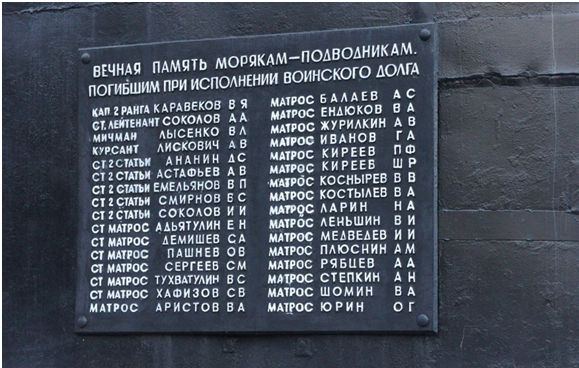 ВЕЧНАЯ ПАМЯТЬ МОРЯКАМ—ПОДВОДНИКАМ,
ПОГИБШИМ ПРИ ИСПОЛНЕНИИ ВОИНСКОГО ДОЛГА
КАП 2 РАНГА КАРАВЕКОВ В Я
СТ. ЛЕЙТЕНАНТ СОКОЛОВ А А
МИЧМАН ЛЫСЕНКО В Л
КУРСАНТ ЛИСКОВИЧ А В
СТ 2 СТАТЬИ АНАНИН Д С
СТ 2 СТАТЬИ АСТАФЬЕВ А В
СТ 2 СТАТЬИ ЕМЕЛЬЯНОВ В П
СТ 2 СТАТЬИ СМИРНОВ Б С
СТ 2 СТАТЬИ СОКОЛОВ И И
СТ МАТРОС АДЬЯТУЛИН Е Н
СТ МАТРОС ДЕМИШЕВ С А
СТ МАТРОС ПАШНЕВ О В
СТ МАТРОС СЕРГЕЕВ С М
СТ МАТРОС ТУХВАТУЛИН В С
СТ МАТРОС ХАФИЗОВ С В
МАТРОС АРИСТОВ В А
МАТРОС БАЛАЕВ А С
МАТРОС ЕНДЮКОВ В А
МАТРОС ЖУРИЛКИН А В
МАТРОС ИВАНОВ Г А
МАТРОС КИРЕЕВ П Ф
МАТРОС КИРЕЕВ Ш Р
МАТРОС КОСНЫРЕВ В В
МАТРОС КОСТЫЛЕВ В А
МАТРОС ЛАРИН Н А
МАТРОС ЛЕНЬШИН В И
МАТРОС МЕДВЕДЕВ И И
МАТРОС ПЛЮСНИН А М
МАТРОС РЯБЦЕВ А А
МАТРОС СТЕПКИН А Н
МАТРОС ШОМИН В А
МАТРОС ЮРИН О Г